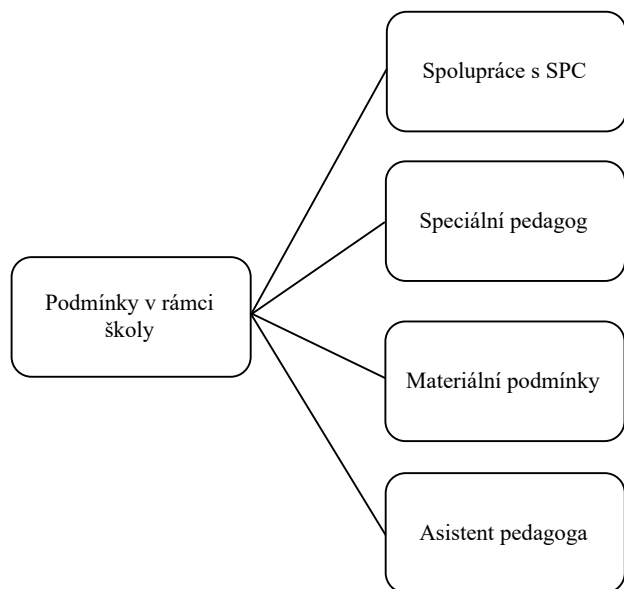 Spolupráce s SPC
Speciální pedagog
Podmínky v rámci
školy
Materiální podmínky
Asistent pedagoga